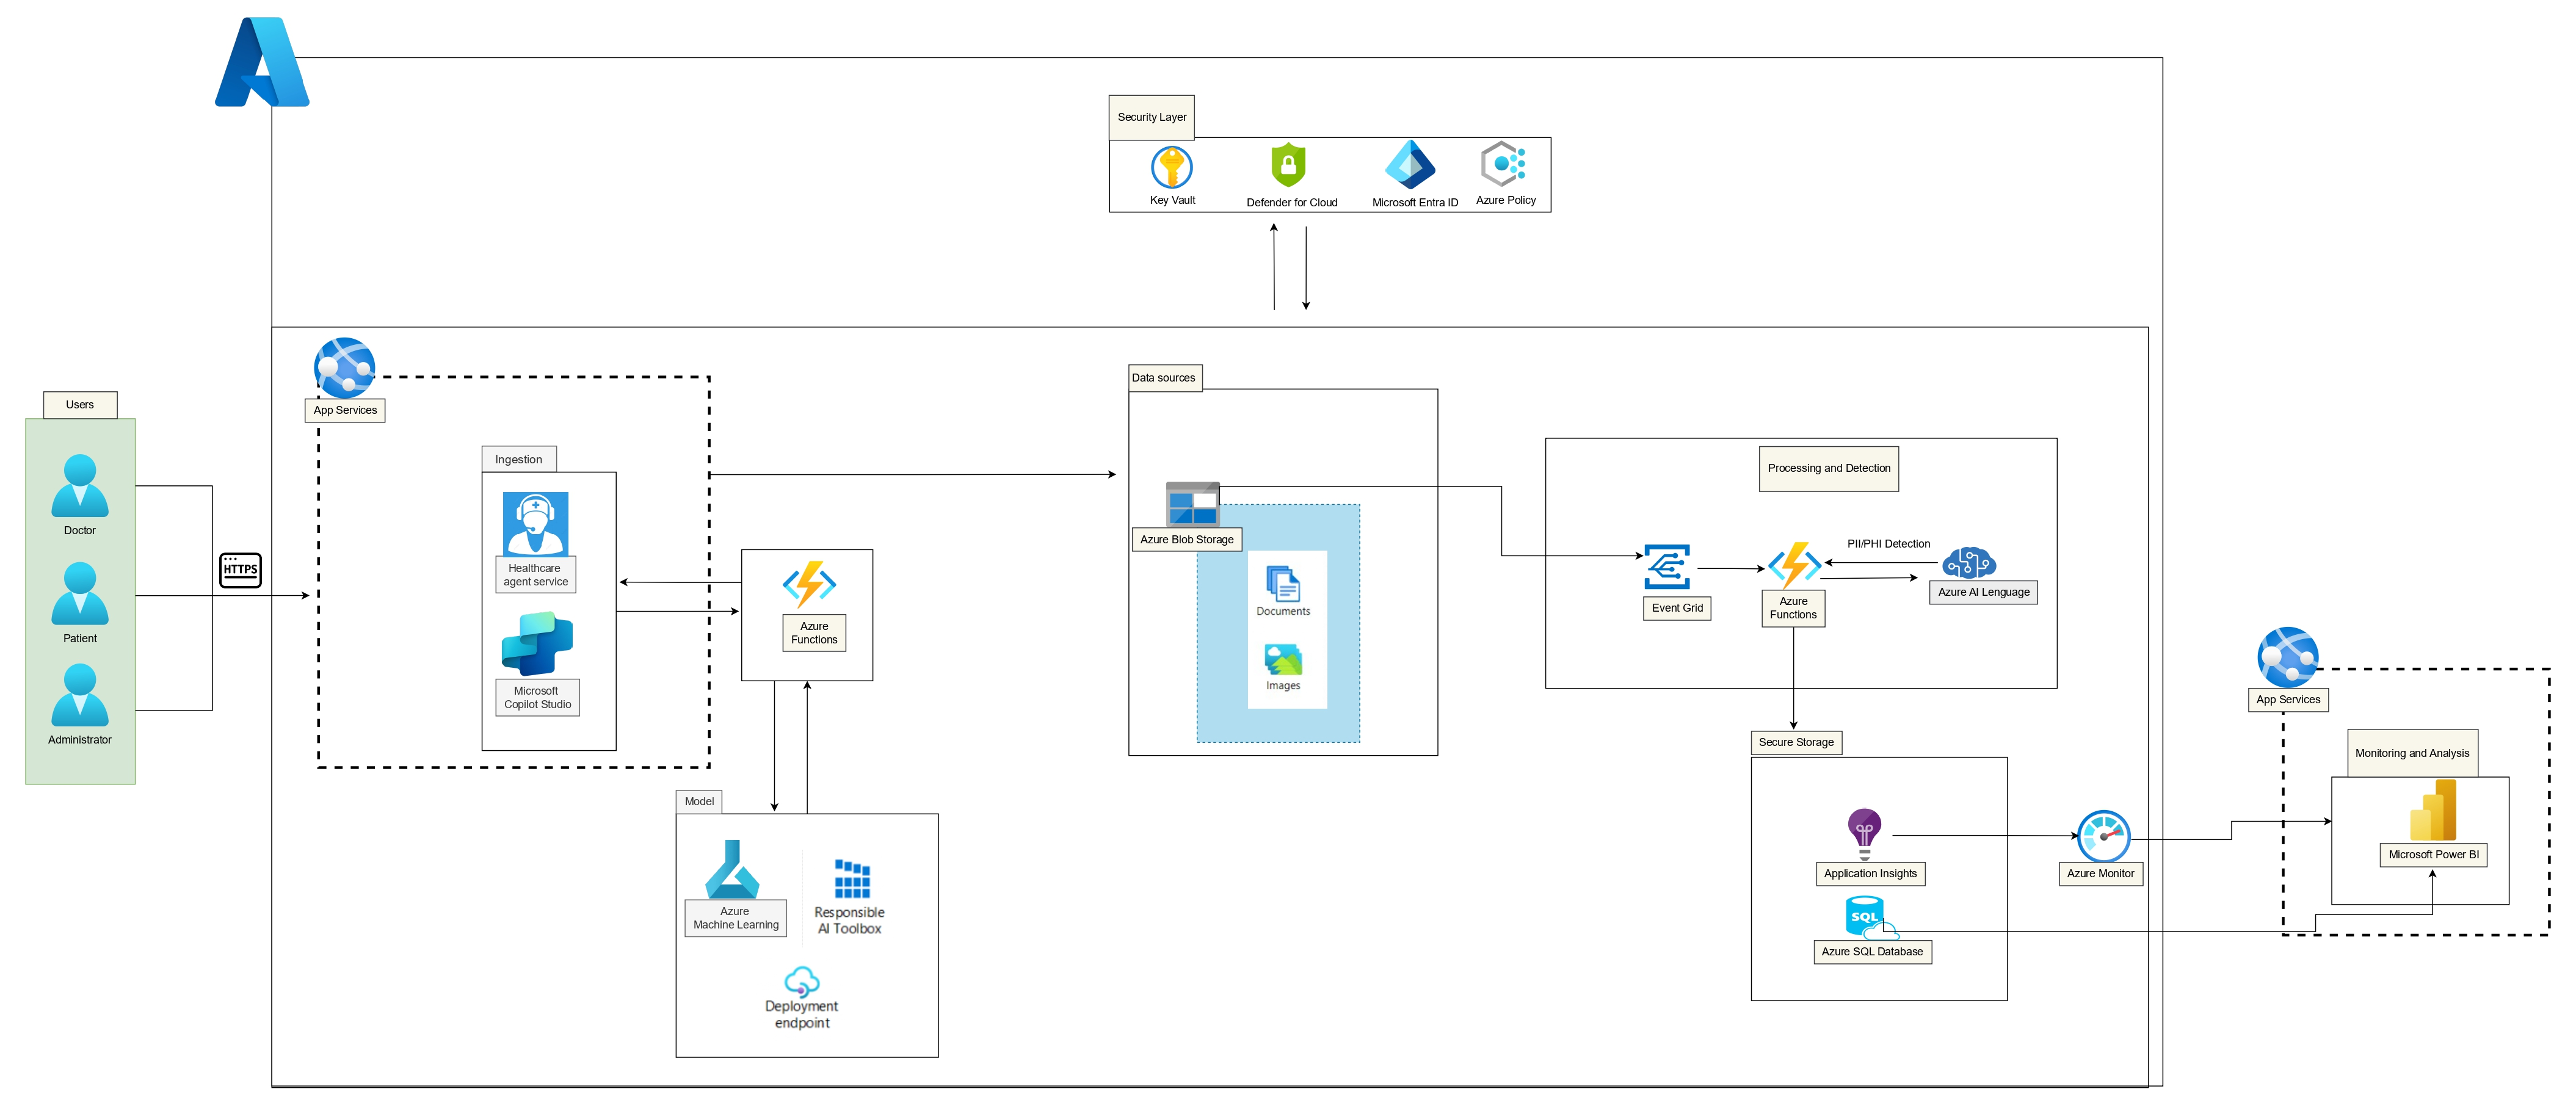 Security Layer
Key Vault
Defender for Cloud
Microsoft Entra ID
Azure Policy
Users
Doctor
Patient
Administrator
HTTPS
App Services
Ingestion
Healthcare
agent service
Microsoft
Copilot Studio
Azure
Functions
Model
Azure
Machine Learning
Responsible
AI Toolbox
Deployment
endpoint
Data sources
Azure Blob Storage
Documents
Images
Processing and Detection
Event Grid
Azure
Functions
PII/PHI Detection
Azure AI Lenguage
Secure Storage
Application Insights
SQL
Azure SQL Database
Azure Monitor
App Services
Monitoring and Analysis
Microsoft Power BI